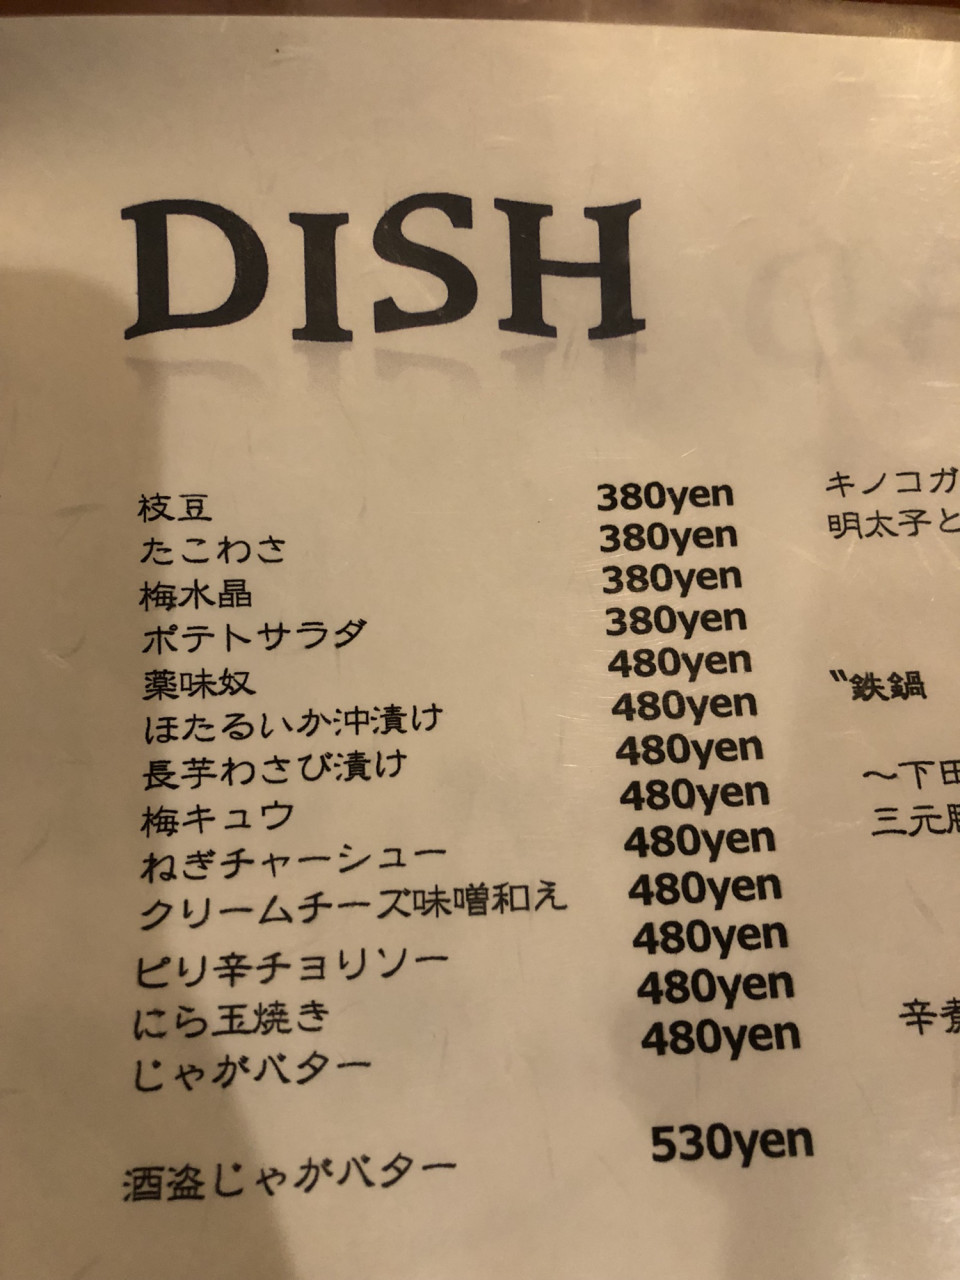 DISH
枝豆 380yen
たこわさ 380yen
梅水晶 380yen
ポテトサラダ 380yen
薬味奴 480yen
ほたるいか沖漬け 480yen
長芋わさび漬け 480yen
梅キュウ 480yen
ねぎチャーシュー 480yen
クリームチーズ味噌和え 480yen
ピリ辛チョリソー 480yen
にら玉焼き 480yen
じゃがバター 480yen
酒盗じゃがバター 530yen
キノコガ
明太子と
〝鉄鍋
～下田
三元豚
辛煮